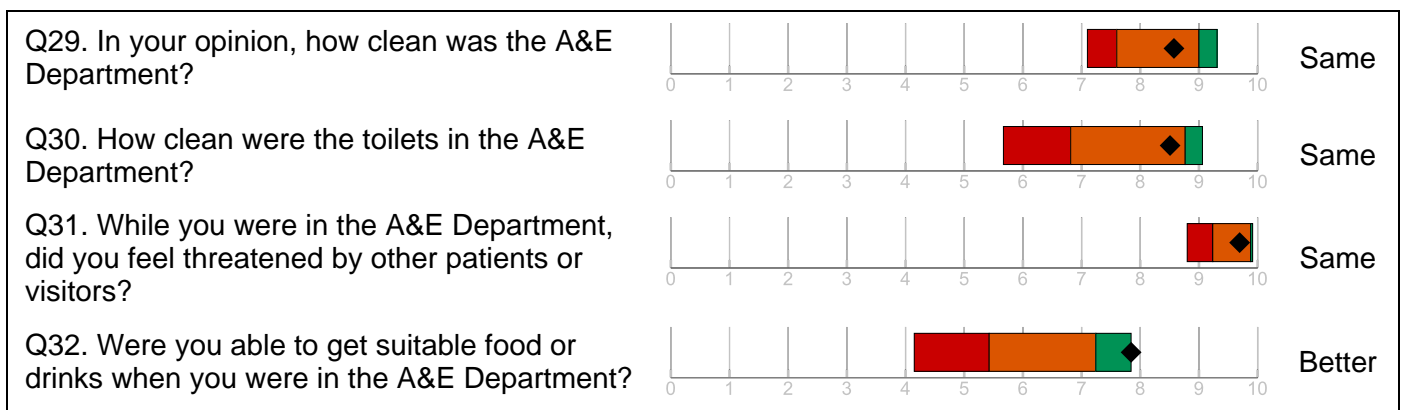 Q29. In your opinion, how clean was the A&E
Department?
0 1 2 3 4 5 6 7 8 9 10
Same
Q30. How clean were the toilets in the A&E
Department?
0 1 2 3 4 5 6 7 8 9 10
Same
Q31. While you were in the A&E Department,
did you feel threatened by other patients or
visitors?
0 1 2 3 4 5 6 7 8 9 10
Same
Q32. Were you able to get suitable food or
drinks when you were in the A&E Department?
0 1 2 3 4 5 6 7 8 9 10
Better